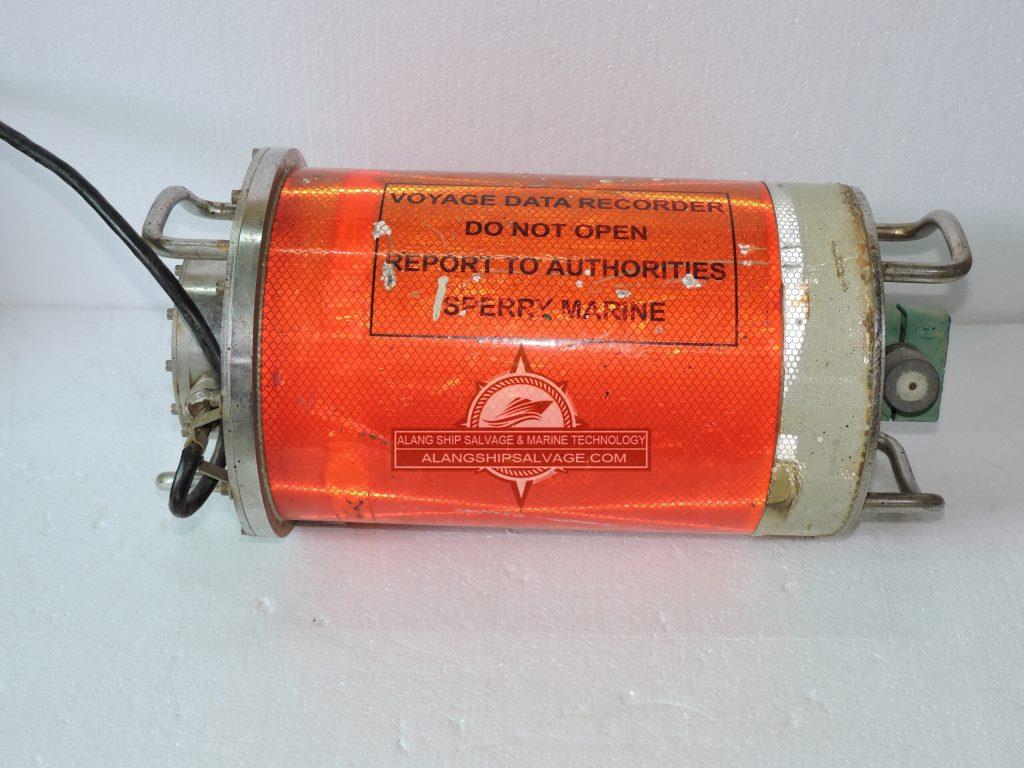 VOYAGE DATA RECORDER
DO NOT OPEN
REPORT TO AUTHORITIES
SPERRY MARINE
ALANG SHIP SALVAGE & MARINE TECHNOLOGY
ALANGSHIPSALVAGE.COM